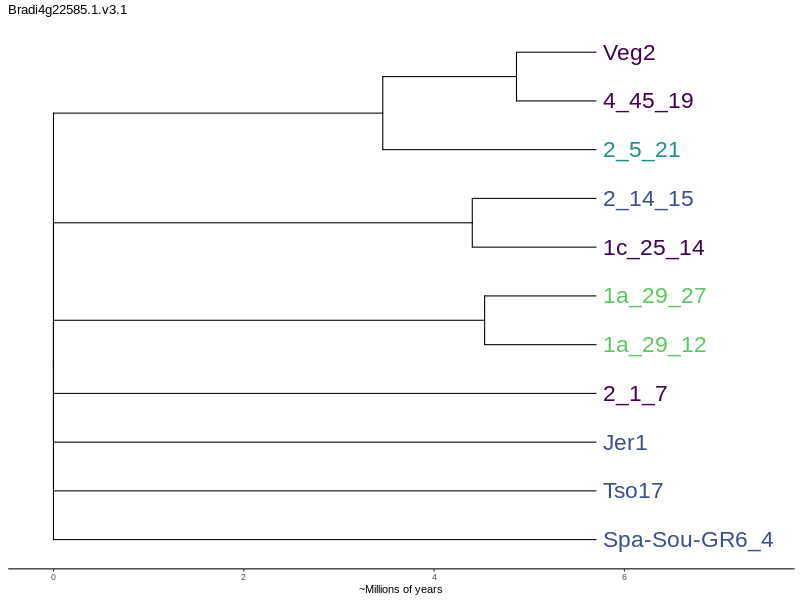 Bradi4g22585.1.v3.1
Veg2
4_45_19
2_5_21
2_14_15
1c_25_14
1a_29_27
1a_29_12
2_1_7
Jer1
Tso17
Spa-Sou-GR6_4
0 2 4 6
~Millions of years